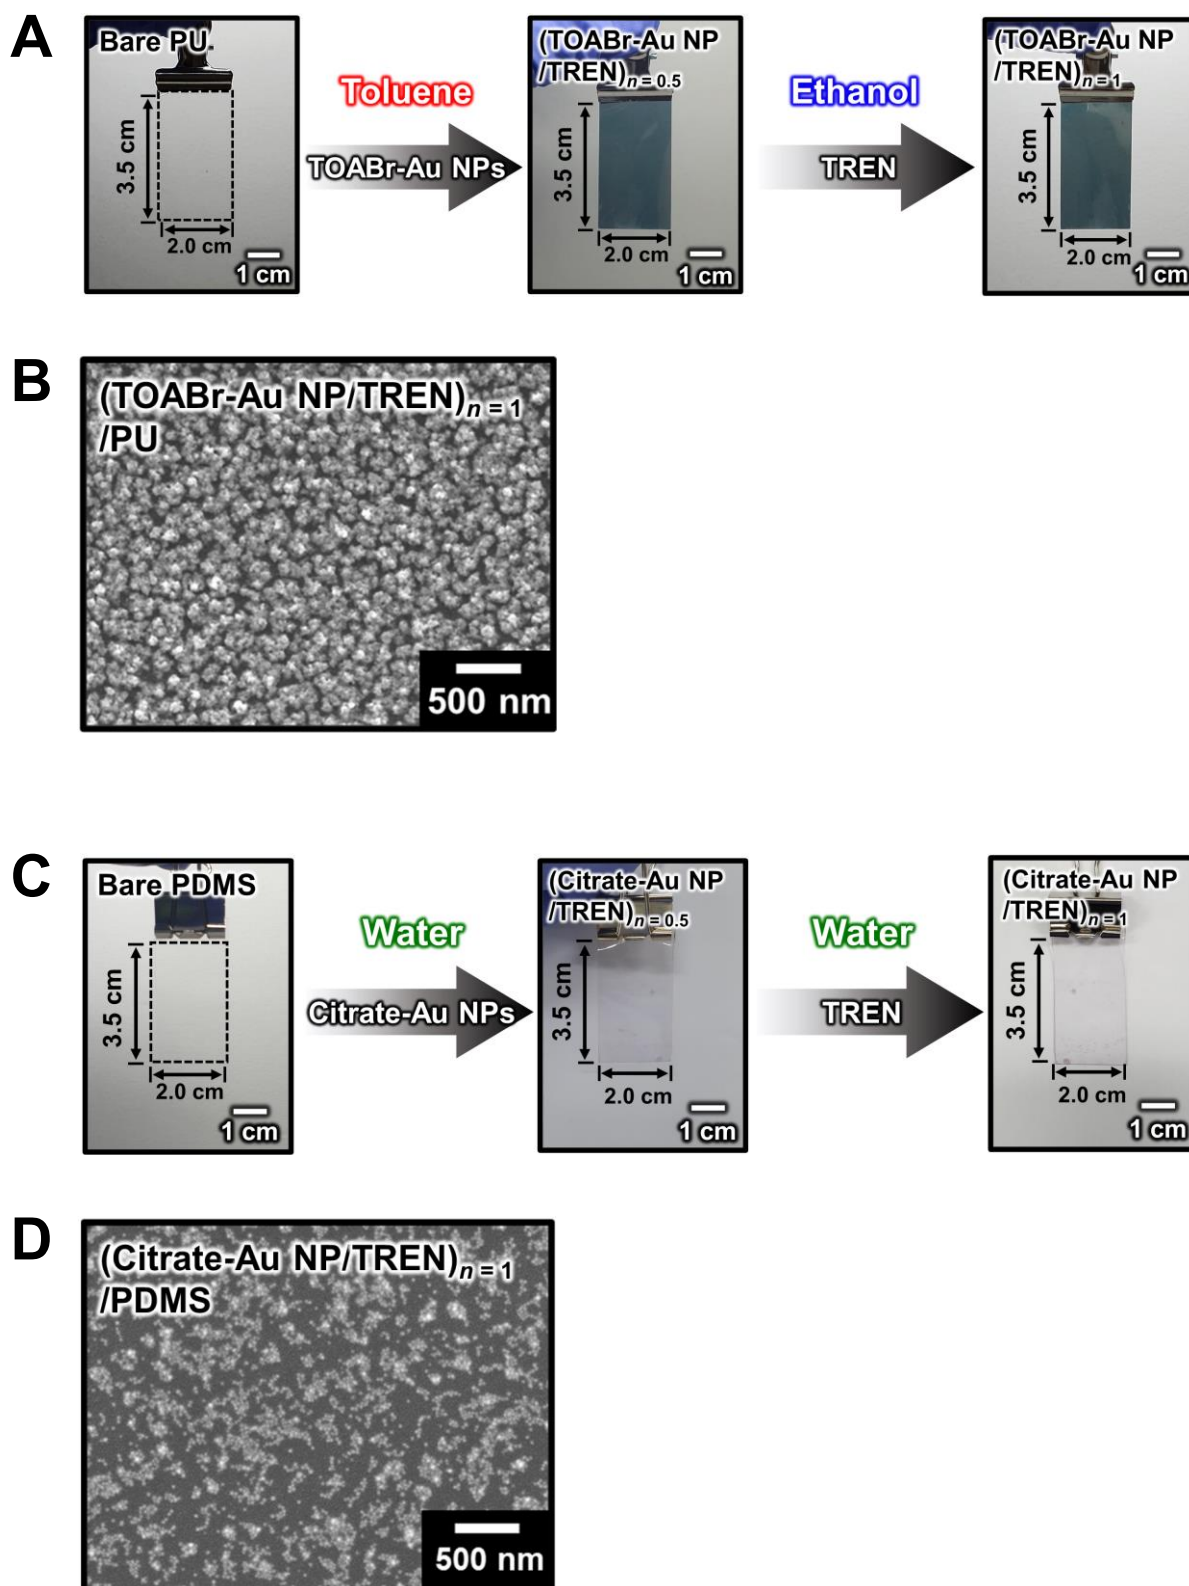 A
Bare PU
3.5 cm
2.0 cm
1 cm
Toluene
TOABr-Au NPs
(TOABr-Au NP
/TREN)n = 0.5
3.5 cm
2.0 cm
1 cm
Ethanol
TREN
(TOABr-Au NP
/TREN)n = 1
3.5 cm
2.0 cm
1 cm
B
(TOABr-Au NP/TREN)n = 1
/PU
500 nm
C
Bare PDMS
3.5 cm
2.0 cm
1 cm
Water
Citrate-Au NPs
(Citrate-Au NP
/TREN)n = 0.5
3.5 cm
2.0 cm
1 cm
Water
TREN
(Citrate-Au NP
/TREN)n = 1
3.5 cm
2.0 cm
1 cm
D
(Citrate-Au NP/TREN)n = 1
/PDMS
500 nm